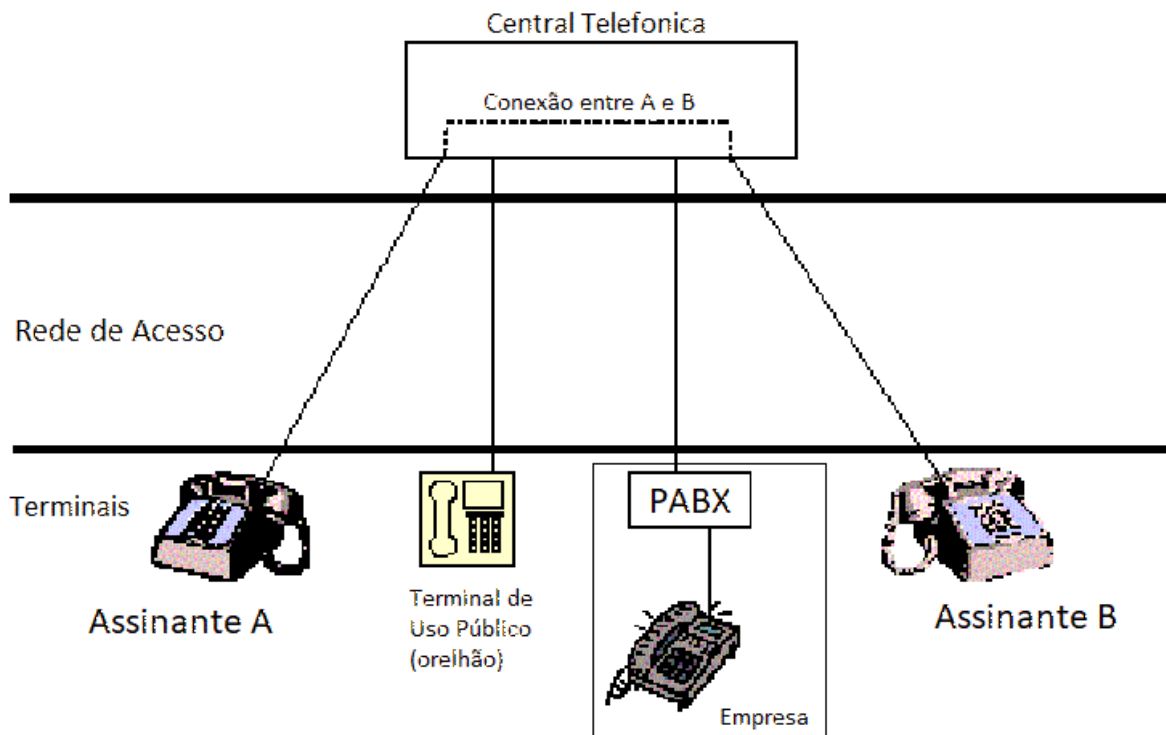 Central Telefonica
Conexão entre A e B
Rede de Acesso
Terminais
PABX
Assinante A
Terminal de
Uso Público
(orelhão)
Assinante B
Empresa